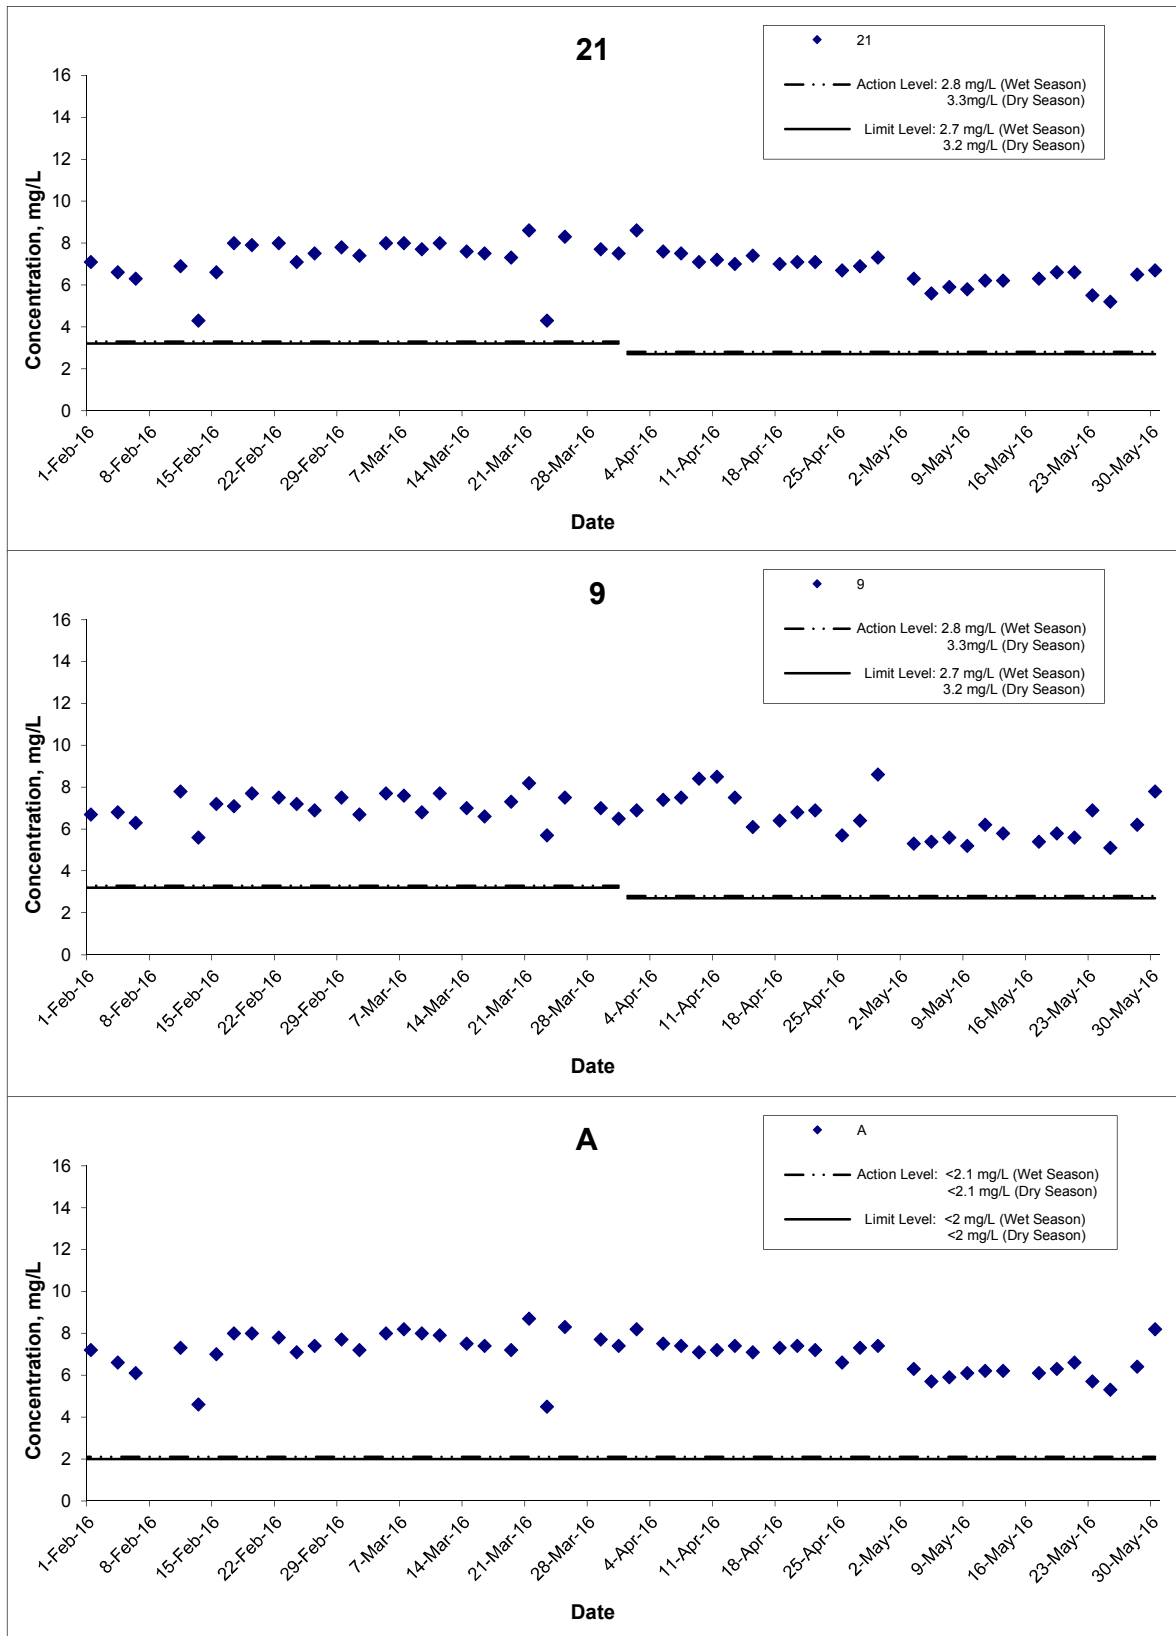 21
21
Action Level: 2.8 mg/L (Wet Season)
3.3mg/L (Dry Season)
Limit Level: 2.7 mg/L (Wet Season)
3.2 mg/L (Dry Season)
Concentration, mg/L
16
14
12
10
8
6
4
2
0
1-Feb-16
8-Feb-16
15-Feb-16
22-Feb-16
29-Feb-16
7-Mar-16
14-Mar-16
21-Mar-16
28-Mar-16
4-Apr-16
11-Apr-16
18-Apr-16
25-Apr-16
2-May-16
9-May-16
16-May-16
23-May-16
30-May-16
Date
9
9
Action Level: 2.8 mg/L (Wet Season)
3.3mg/L (Dry Season)
Limit Level: 2.7 mg/L (Wet Season)
3.2 mg/L (Dry Season)
Concentration, mg/L
16
14
12
10
8
6
4
2
0
1-Feb-16
8-Feb-16
15-Feb-16
22-Feb-16
29-Feb-16
7-Mar-16
14-Mar-16
21-Mar-16
28-Mar-16
4-Apr-16
11-Apr-16
18-Apr-16
25-Apr-16
2-May-16
9-May-16
16-May-16
23-May-16
30-May-16
Date
A
A
Action Level: <2.1 mg/L (Wet Season)
<2.1 mg/L (Dry Season)
Limit Level: <2 mg/L (Wet Season)
<2 mg/L (Dry Season)
Concentration, mg/L
16
14
12
10
8
6
4
2
0
1-Feb-16
8-Feb-16
15-Feb-16
22-Feb-16
29-Feb-16
7-Mar-16
14-Mar-16
21-Mar-16
28-Mar-16
4-Apr-16
11-Apr-16
18-Apr-16
25-Apr-16
2-May-16
9-May-16
16-May-16
23-May-16
30-May-16
Date